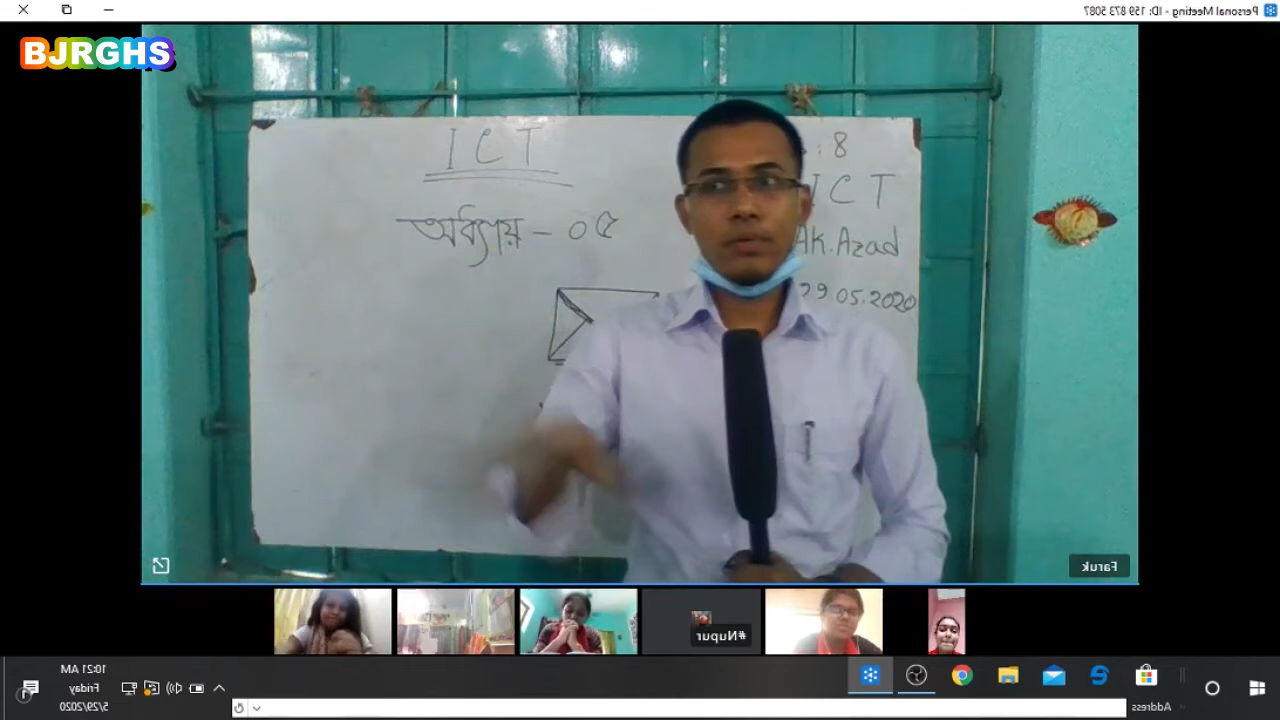 Personal Meeting - ID: 159 873 5087
BJRGHS
ICT
অধ্যায় - ০৫
: 8
ICT
AK.Azad
29.05.2020
Faruk
#Nupur
10:21 AM
Friday
5/29/2020
Address